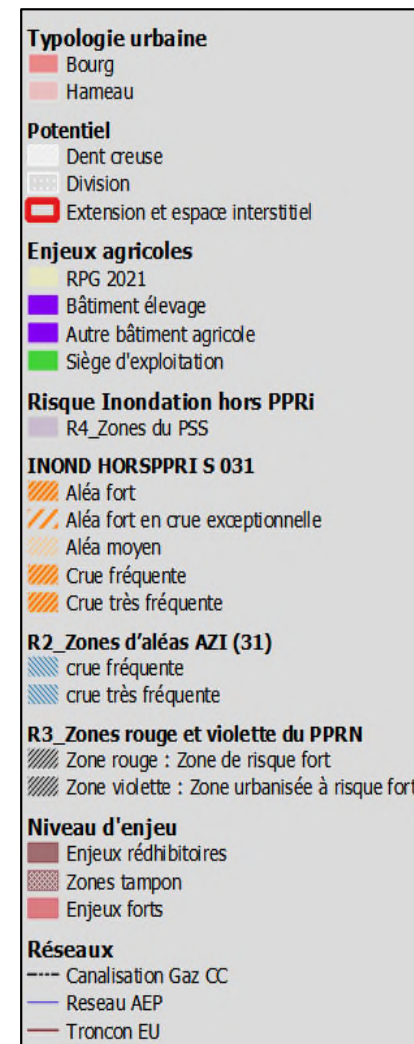 Typologie urbaine
Bourg
Hameau
Potentiel
Dent creuse
Division
Extension et espace interstitiel
Enjeux agricoles
RPG 2021
Bâtiment élevage
Autre bâtiment agricole
Siège d'exploitation
Risque Inondation hors PPRi
R4_Zones du PSS
INOND HORSPPRI S 031
Aléa fort
Aléa fort en crue exceptionnelle
Aléa moyen
Crue fréquente
Crue très fréquente
R2_Zones d'aléas AZI (31)
crue fréquente
crue très fréquente
R3_Zones rouge et violette du PPRN
Zone rouge : Zone de risque fort
Zone violette : Zone urbanisée à risque fort
Niveau d'enjeu
Enjeux rédhibitoires
Zones tampon
Enjeux forts
Réseaux
Canalisation Gaz CC
Reseau AEP
Troncon EU